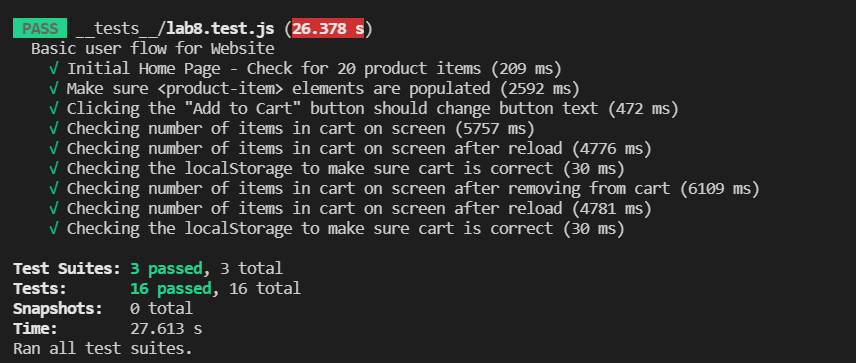 PASS __tests__/lab8.test.js (26.378 s)
Basic user flow for Website
√ Initial Home Page - Check for 20 product items (209 ms)
√ Make sure <product-item> elements are populated (2592 ms)
√ Clicking the "Add to Cart" button should change button text (472 ms)
√ Checking number of items in cart on screen (5757 ms)
√ Checking number of items in cart on screen after reload (4776 ms)
√ Checking the localStorage to make sure cart is correct (30 ms)
√ Checking number of items in cart on screen after removing from cart (6109 ms)
√ Checking number of items in cart on screen after reload (4781 ms)
√ Checking the localStorage to make sure cart is correct (30 ms)
Test Suites: 3 passed, 3 total
Tests: 16 passed, 16 total
Snapshots: 0 total
Time: 27.613 s
Ran all test suites.